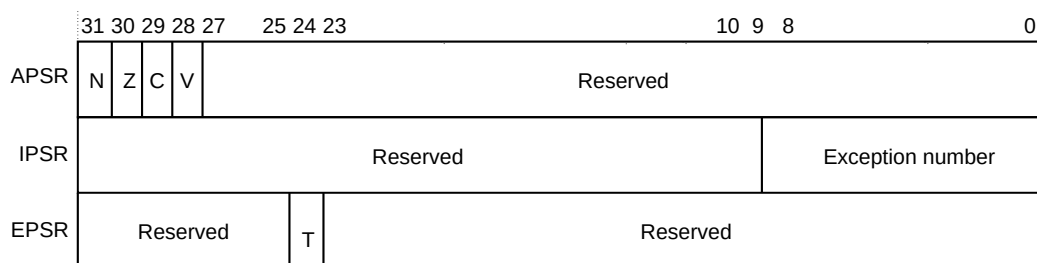 31 30 29 28 27 25 24 23 10 9 8 0
APSR N Z C V Reserved
IPSR Reserved Exception number
EPSR Reserved T Reserved